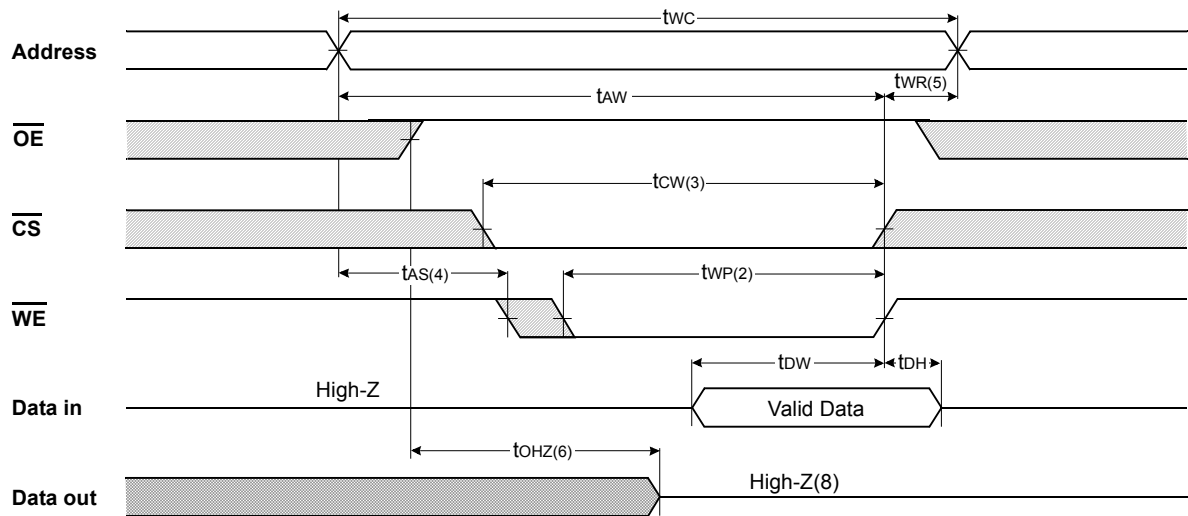 tWC
Address
tWR(5)
tAW
OE
tCW(3)
CS
tAS(4)
tWP(2)
WE
tDW
tDH
High-Z
Data in
Valid Data
tOHZ(6)
High-Z(8)
Data out